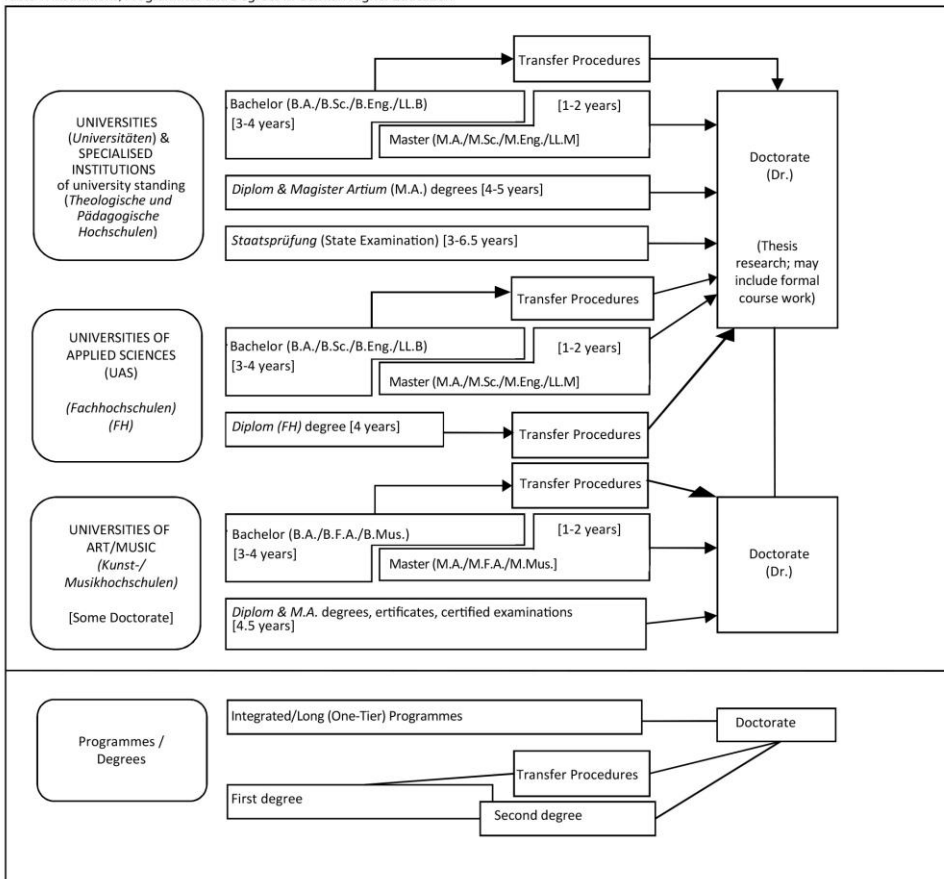 Transfer Procedures
UNIVERSITIES
(Universitäten) &
SPECIALISED
INSTITUTIONS
of university standing
(Theologische und
Pädagogische
Hochschulen)
Bachelor (B.A./B.Sc./B.Eng./LL.B)
[3-4 years]
[1-2 years]
Master (M.A./M.Sc./M.Eng./LL.M]
Diplom & Magister Artium (M.A.) degrees [4-5 years]
Staatsprüfung (State Examination) [3-6.5 years]
Doctorate
(Dr.)
(Thesis
research; may
include formal
course work)
Transfer Procedures
UNIVERSITIES OF
APPLIED SCIENCES
(UAS)
(Fachhochschulen)
(FH)
Bachelor (B.A./B.Sc./B.Eng./LL.B)
[3-4 years]
[1-2 years]
Master (M.A./M.Sc./M.Eng./LL.M]
Diplom (FH) degree [4 years]
Transfer Procedures
Transfer Procedures
UNIVERSITIES OF
ART/MUSIC
(Kunst-/
Musikhochschulen)
[Some Doctorate]
Bachelor (B.A./B.F.A./B.Mus.)
[3-4 years]
[1-2 years]
Master (M.A./M.F.A./M.Mus.]
Diplom & M.A. degrees, ertificates, certified examinations
[4.5 years]
Doctorate
(Dr.)
Programmes /
Degrees
Integrated/Long (One-Tier) Programmes
Doctorate
Transfer Procedures
First degree
Second degree